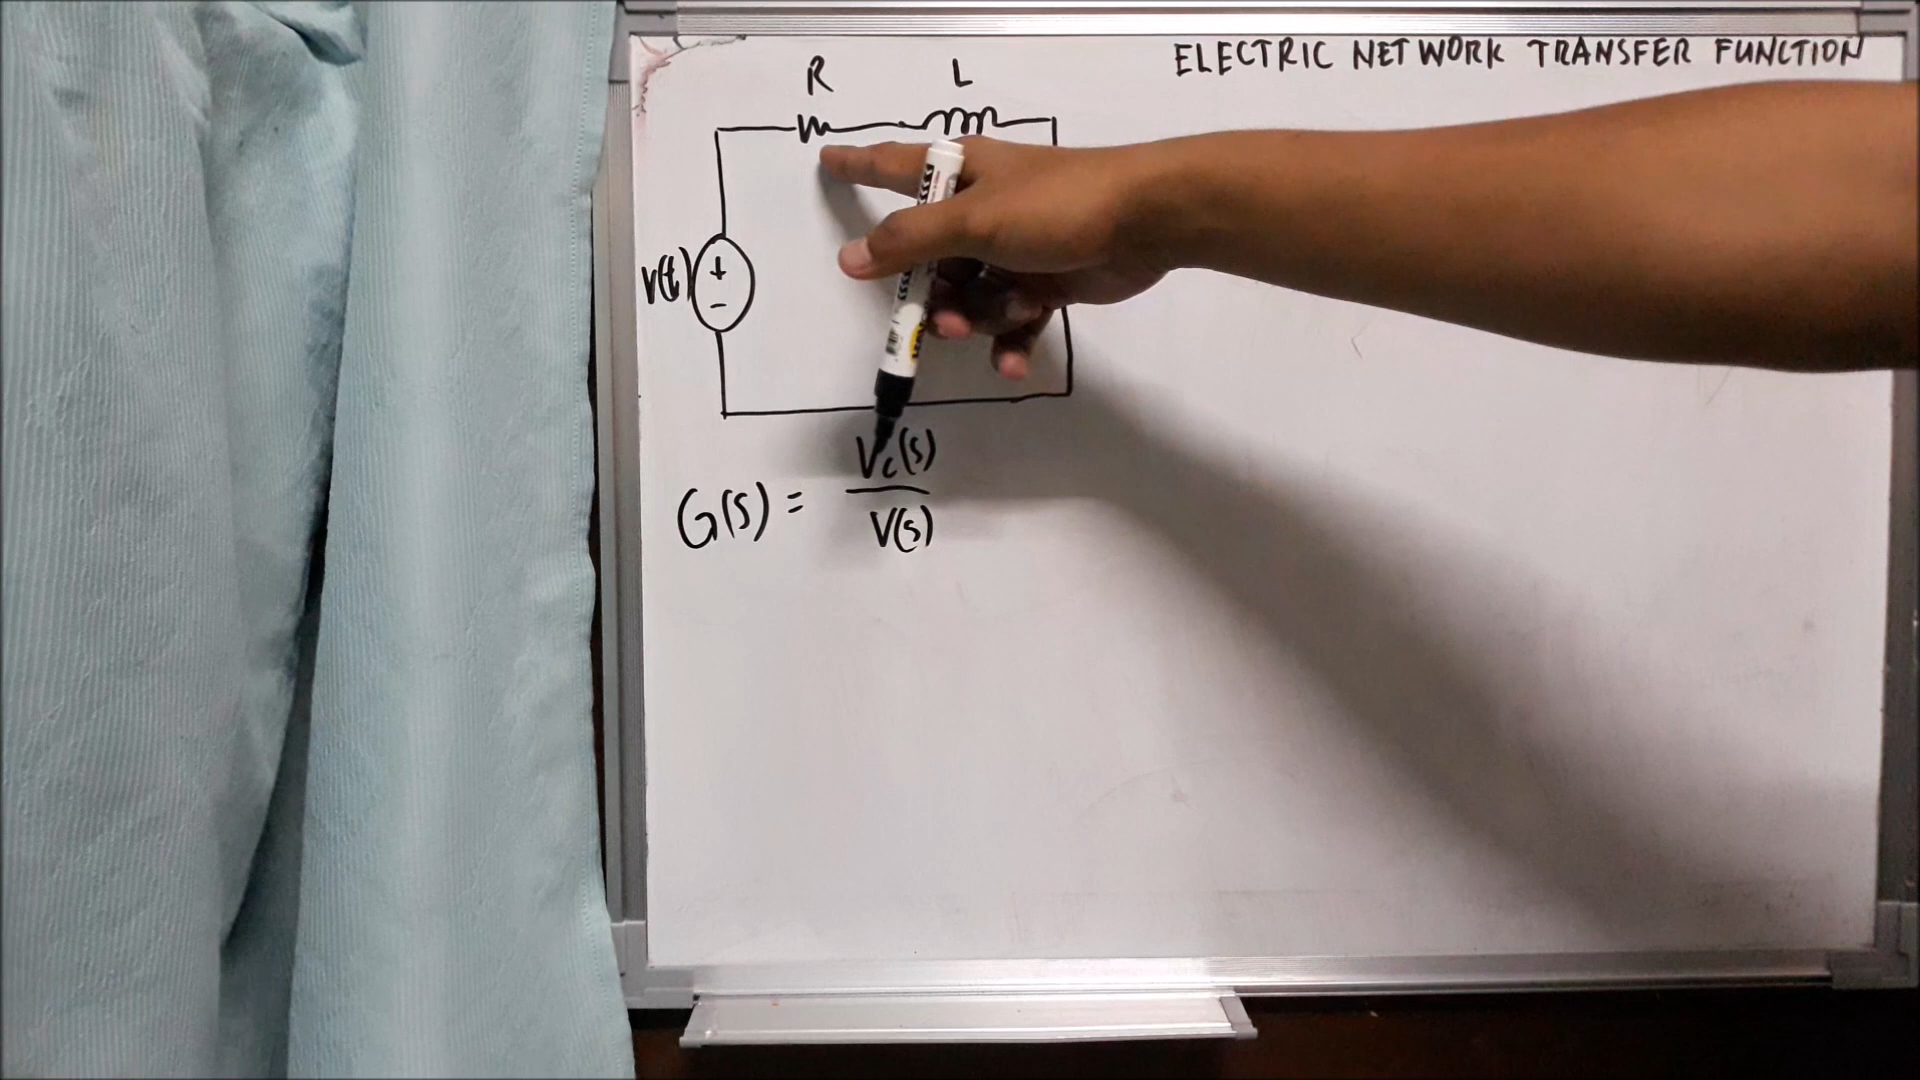 ELECTRIC NETWORK TRANSFER FUNCTION
R L
v(t)
+
−
G(s) = Vc(s)
V(s)